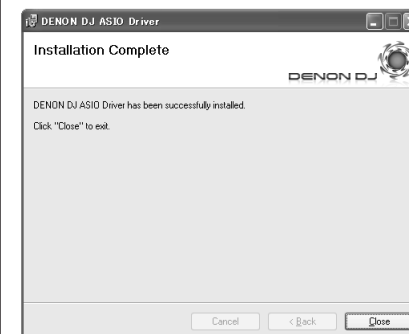 DENON DJ ASIO Driver
Installation Complete
DENON DJ
DENON DJ ASIO Driver has been successfully installed.
Click "Close" to exit.
Cancel
< Back
Close